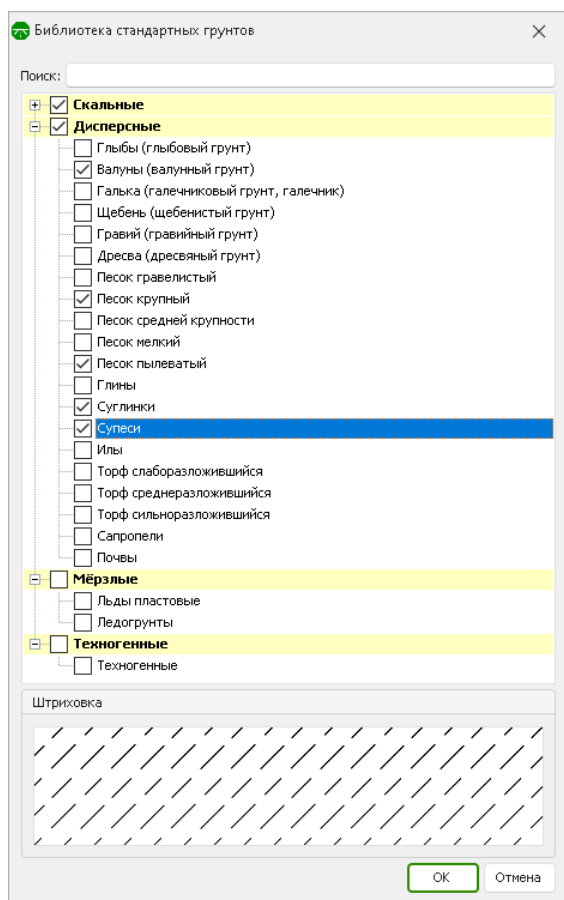 Библиотека стандартных грунтов
Поиск:
Скальные
Дисперсные
Глыбы (глыбовый грунт)
Валуны (валунный грунт)
Галька (галечниковый грунт, галечник)
Щебень (щебенистый грунт)
Гравий (гравийный грунт)
Дресва (дресвяный грунт)
Песок гравелистый
Песок крупный
Песок средней крупности
Песок мелкий
Песок пылеватый
Глины
Суглинки
Супеси
Илы
Торф слаборазложившийся
Торф среднеразложившийся
Торф сильноразложившийся
Сапропели
Почвы
Мёрзлые
Льды пластовые
Ледогрунты
Техногенные
Техногенные
Штриховка
ОК Отмена